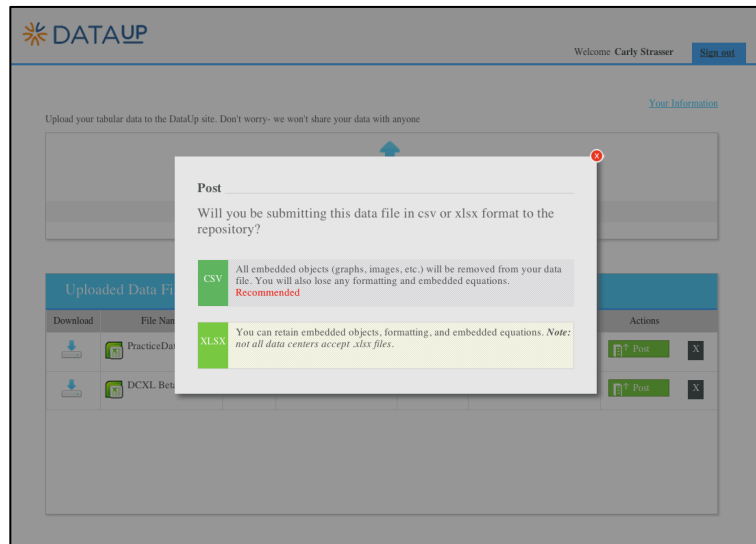 DATAUP
Welcome Carly Strasser
Sign out
Your Information
Upload your tabular data to the DataUp site. Don't worry- we won't share your data with anyone
X
Post
Will you be submitting this data file in csv or xlsx format to the
repository?
CSV
All embedded objects (graphs, images, etc.) will be removed from your data
file. You will also lose any formatting and embedded equations.
Recommended
XLSX
You can retain embedded objects, formatting, and embedded equations. Note:
not all data centers accept .xlsx files.
Uploaded Data Fi
Download
File Nam
Actions
PracticeDat
Post
X
DCXL Beta
Post
X